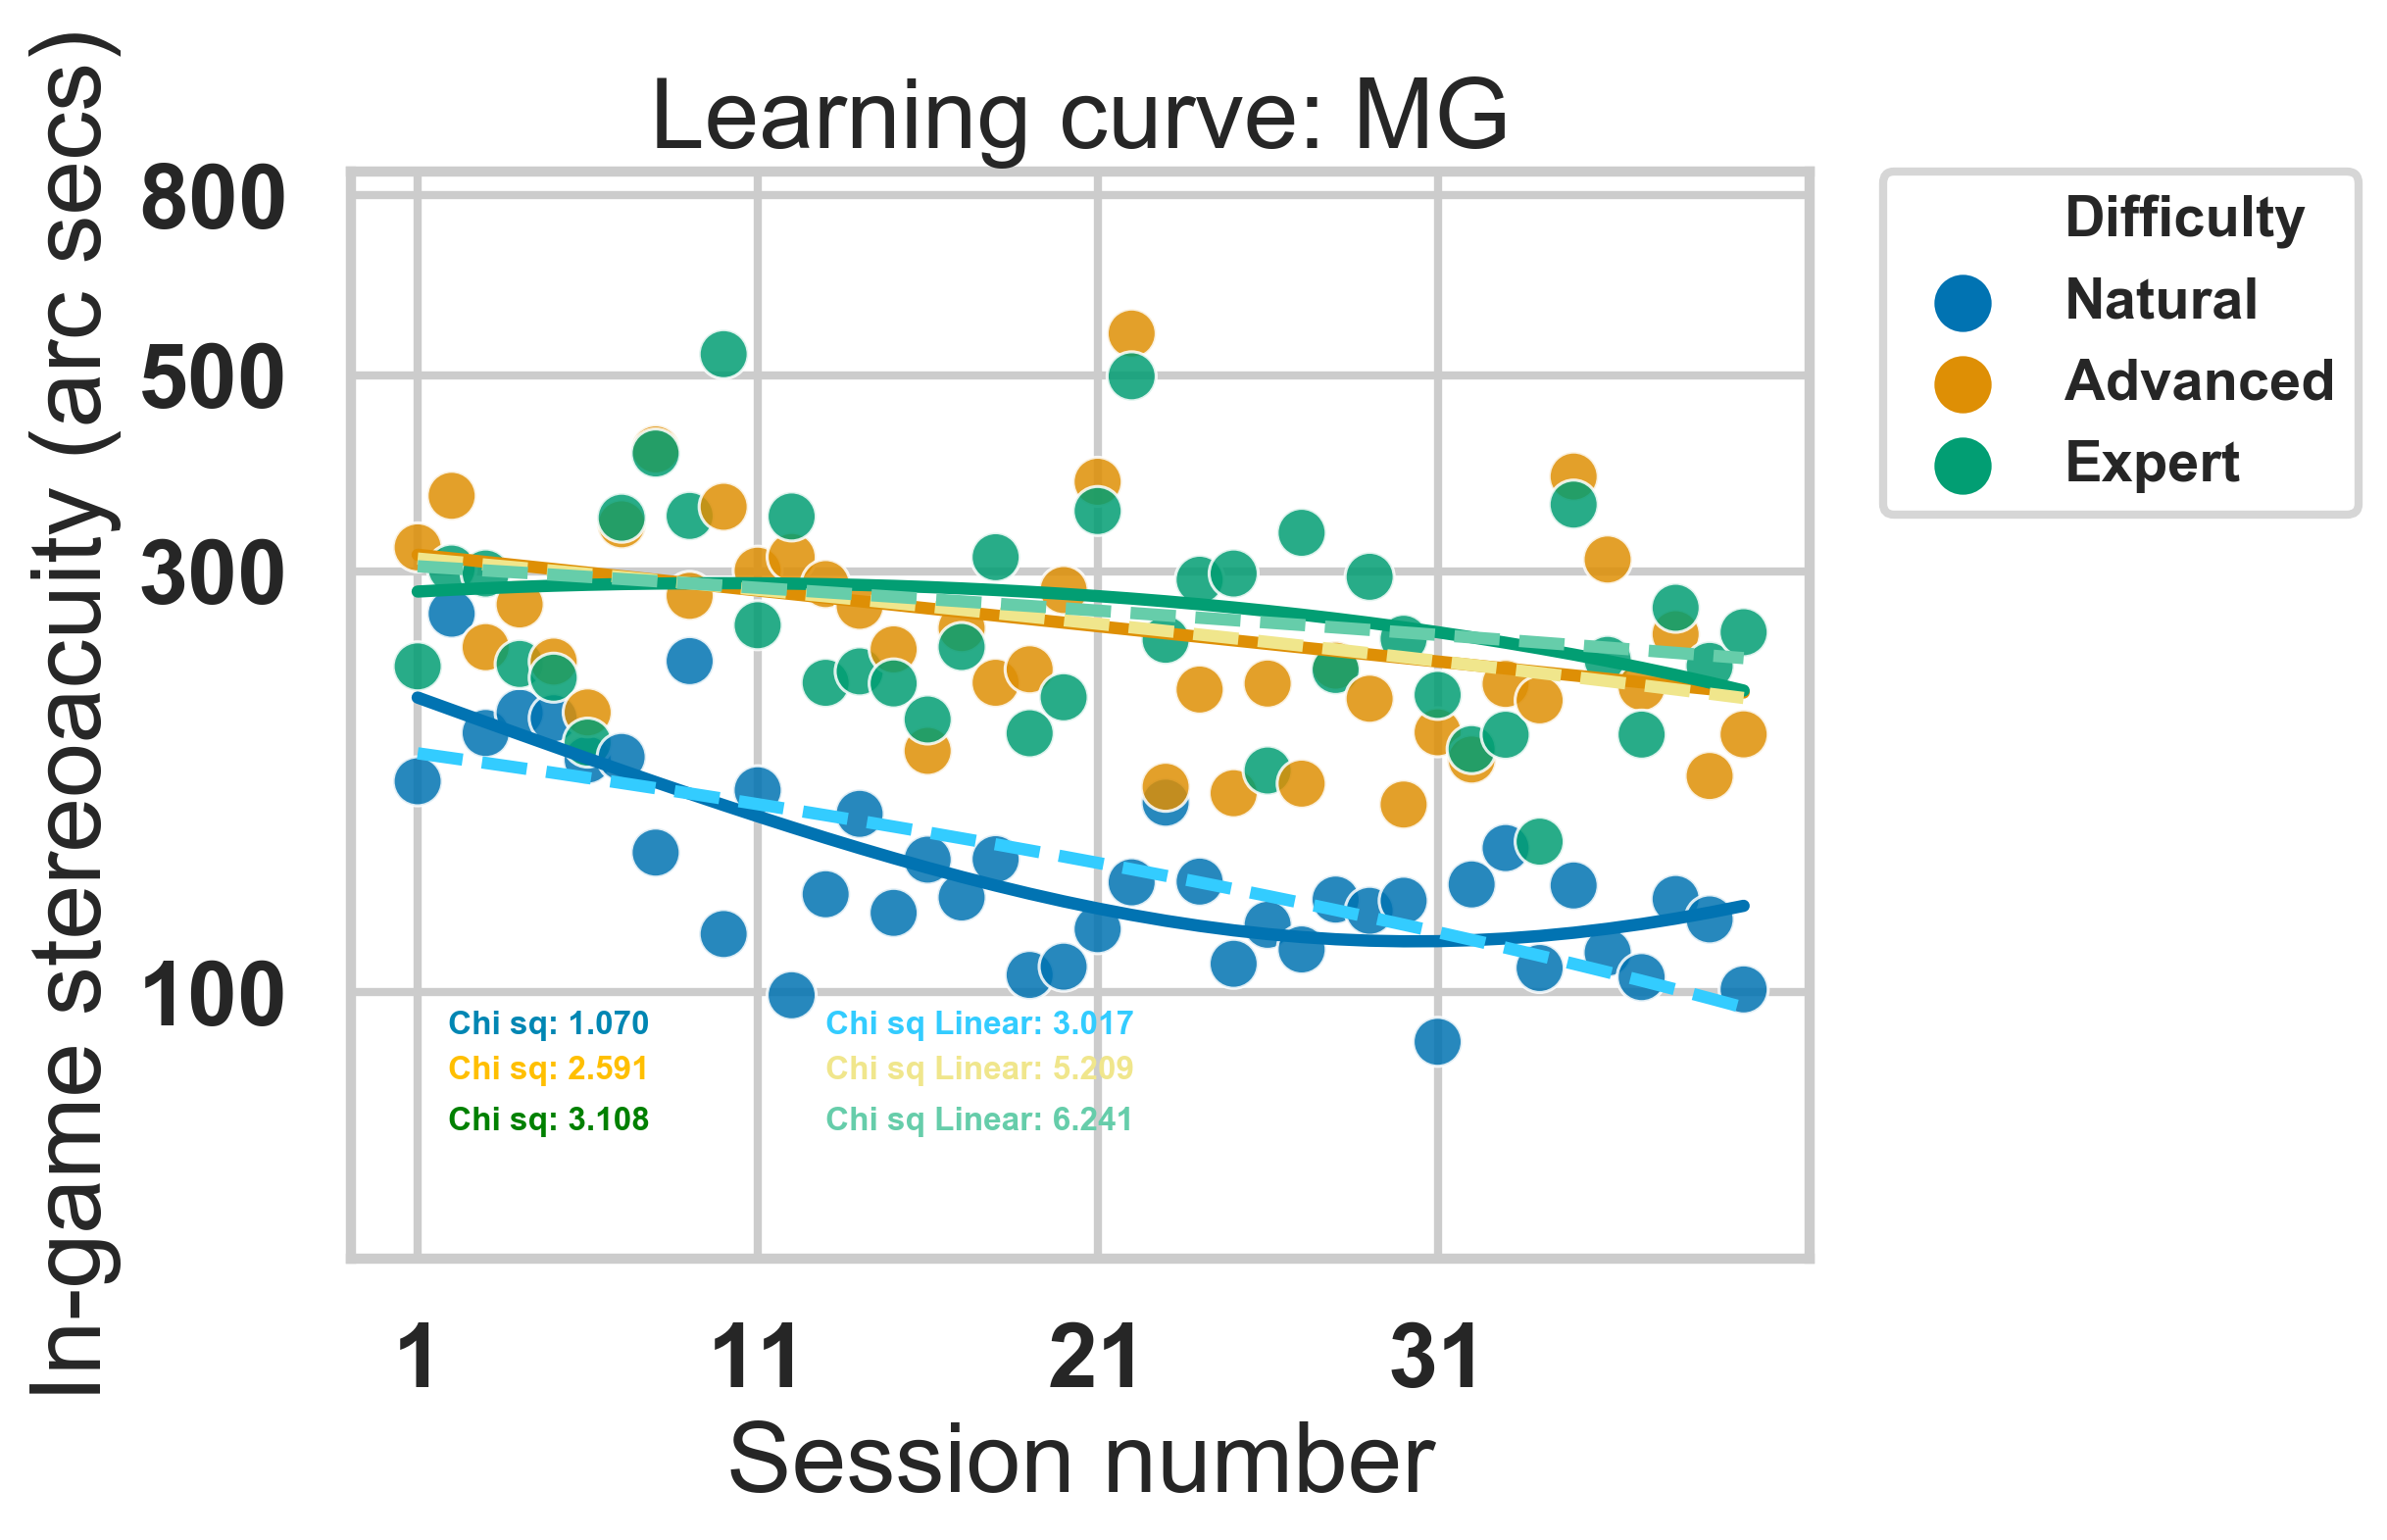 Learning curve: MG
In-game stereoacuity (arc secs)
800
500
300
100
Difficulty
Natural
Advanced
Expert
Chi sq: 1.070
Chi sq Linear: 3.017
Chi sq: 2.591
Chi sq Linear: 5.209
Chi sq: 3.108
Chi sq Linear: 6.241
1
11
21
31
Session number